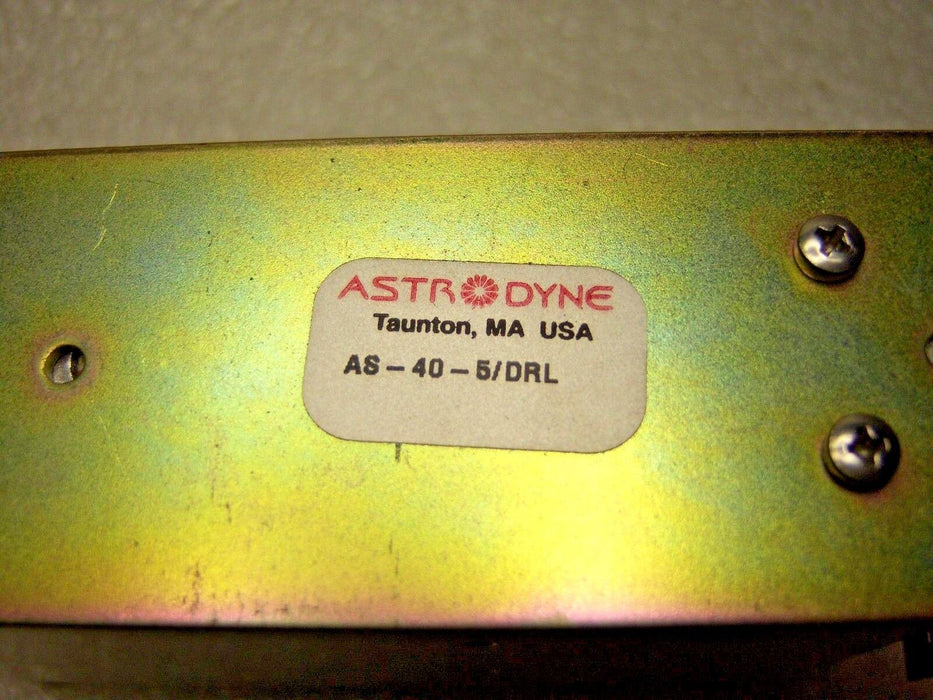 ASTRODYNE
Taunton, MA USA
AS-40-5/DRL